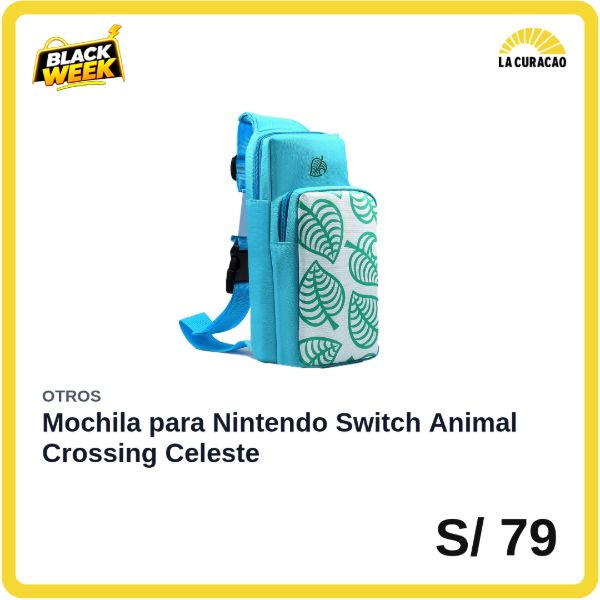 BLACK
WEEK
LA CURACAO
OTROS
Mochila para Nintendo Switch Animal
Crossing Celeste
S/ 79